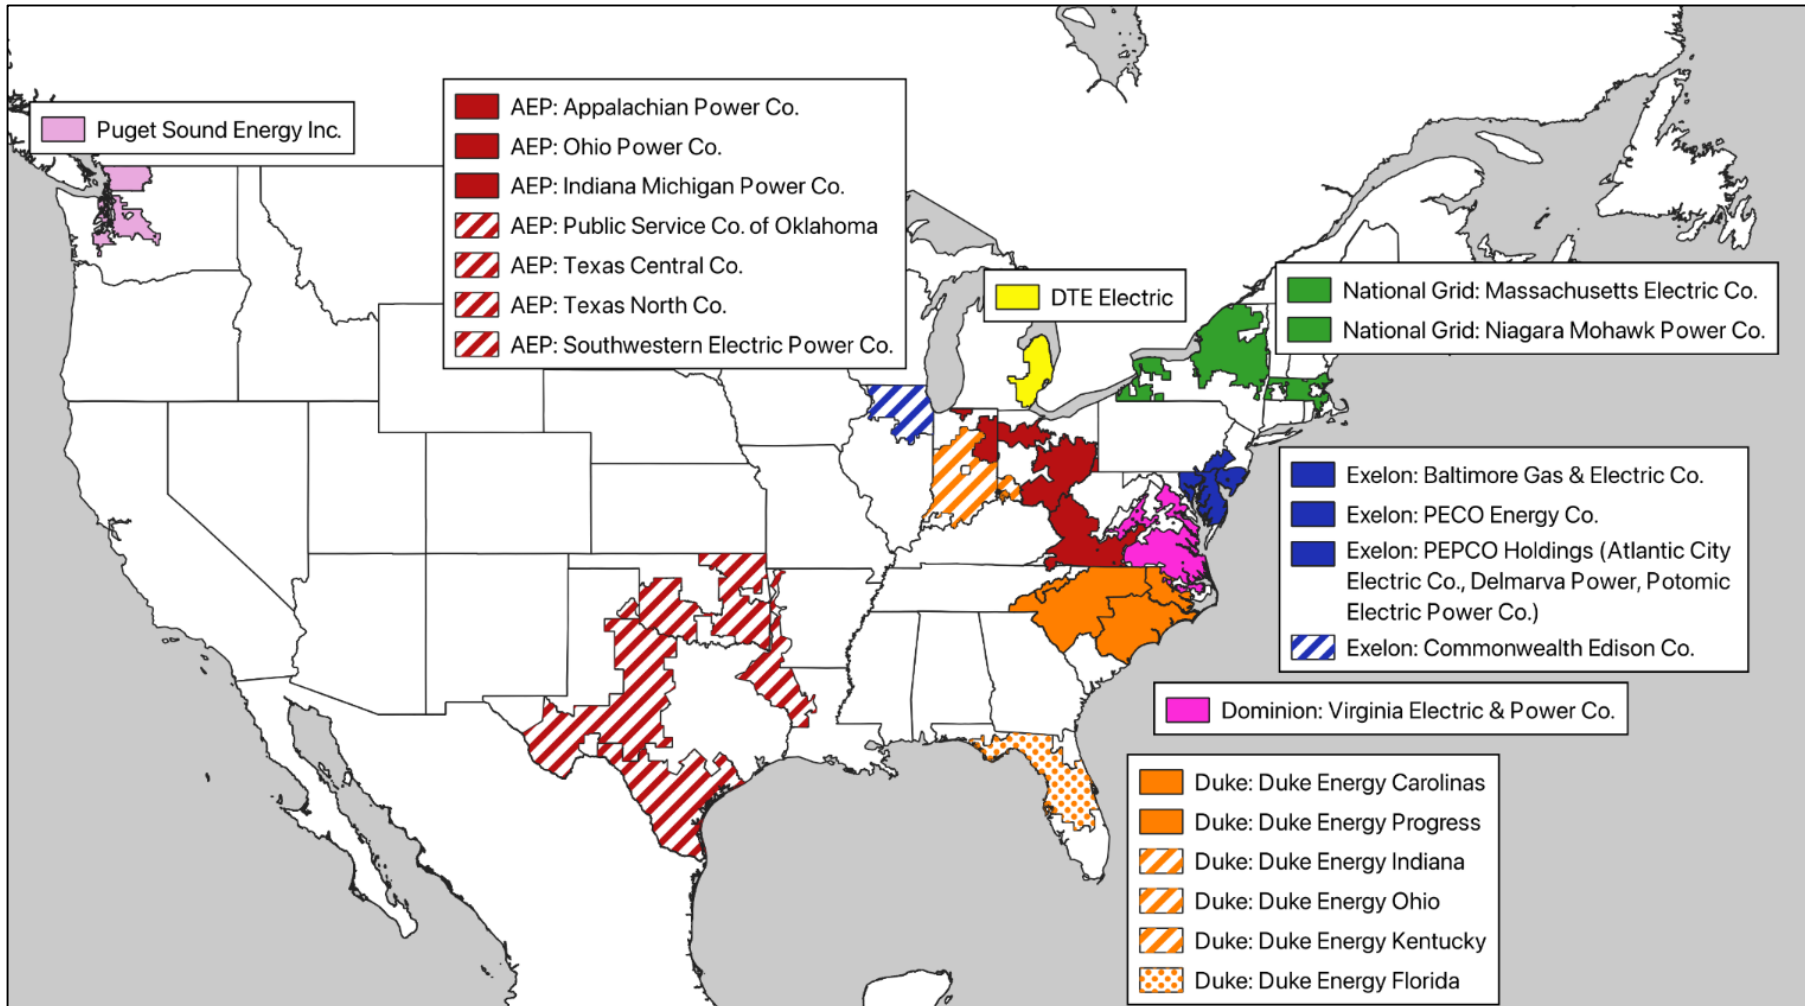 Puget Sound Energy Inc.
AEP: Appalachian Power Co.
AEP: Ohio Power Co.
AEP: Indiana Michigan Power Co.
AEP: Public Service Co. of Oklahoma
AEP: Texas Central Co.
AEP: Texas North Co.
AEP: Southwestern Electric Power Co.
DTE Electric
National Grid: Massachusetts Electric Co.
National Grid: Niagara Mohawk Power Co.
Exelon: Baltimore Gas & Electric Co.
Exelon: PECO Energy Co.
Exelon: PEPCO Holdings (Atlantic City
Electric Co., Delmarva Power, Potomic
Electric Power Co.)
Exelon: Commonwealth Edison Co.
Dominion: Virginia Electric & Power Co.
Duke: Duke Energy Carolinas
Duke: Duke Energy Progress
Duke: Duke Energy Indiana
Duke: Duke Energy Ohio
Duke: Duke Energy Kentucky
Duke: Duke Energy Florida